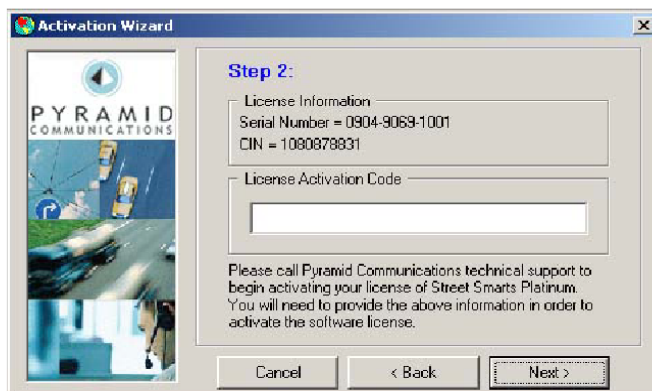 Activation Wizard
PYRAMID
COMMUNICATIONS
Step 2:
License Information
Serial Number = 0904-9069-1001
CIN = 1080878831
License Activation Code
Please call Pyramid Communications technical support to
begin activating your license of Street Smarts Platinum.
You will need to provide the above information in order to
activate the software license.
Cancel
< Back
Next >